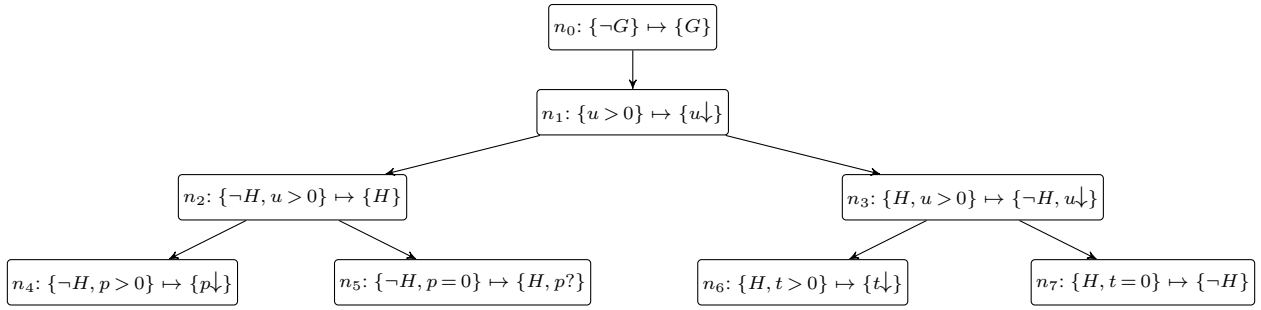 n₀: {¬G} ↦ {G}
n₁: {u > 0} ↦ {u↓}
n₂: {¬H, u > 0} ↦ {H}
n₃: {H, u > 0} ↦ {¬H, u↓}
n₄: {¬H, p > 0} ↦ {p↓}
n₅: {¬H, p = 0} ↦ {H, p?}
n₆: {H, t > 0} ↦ {t↓}
n₇: {H, t = 0} ↦ {¬H}